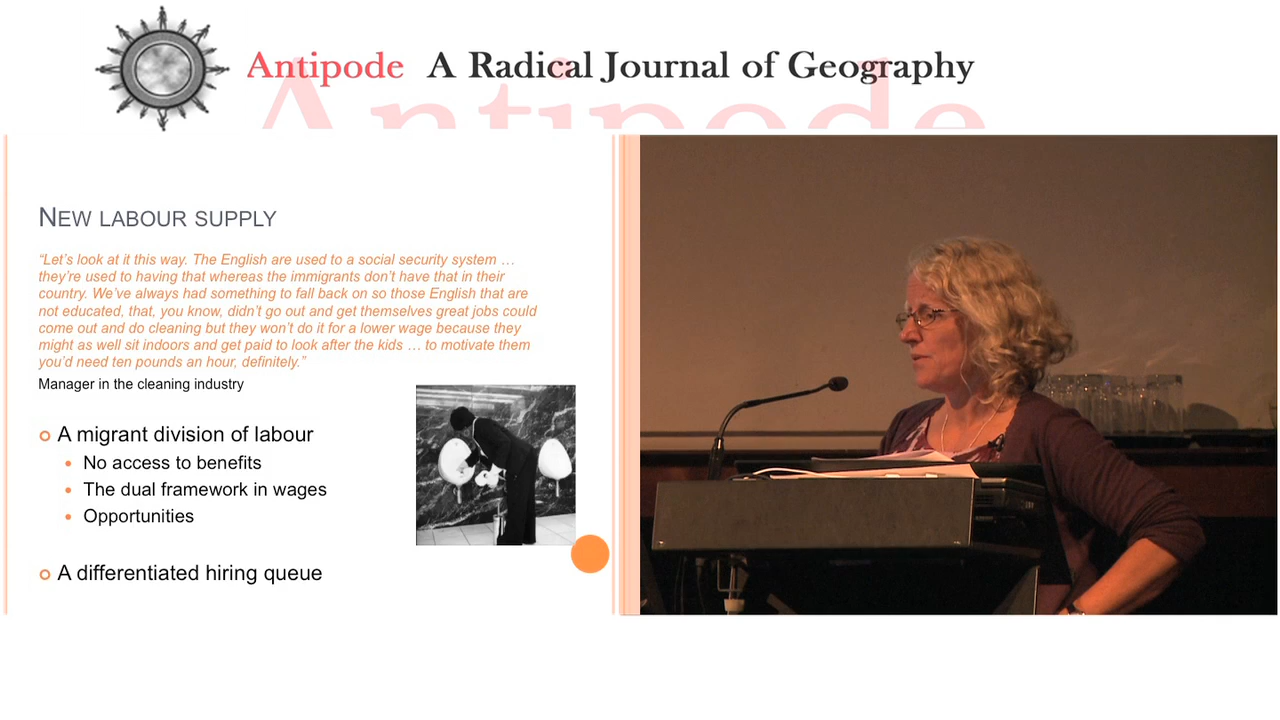 Antipode A Radical Journal of Geography
Antipode
NEW LABOUR SUPPLY
“Let’s look at it this way. The English are used to a social security system …
they’re used to having that whereas the immigrants don’t have that in their
country. We’ve always had something to fall back on so those English that are
not educated, that, you know, didn’t go out and get themselves great jobs could
come out and do cleaning but they won’t do it for a lower wage because they
might as well sit indoors and get paid to look after the kids … to motivate them
you’d need ten pounds an hour, definitely.”
Manager in the cleaning industry
A migrant division of labour
No access to benefits
The dual framework in wages
Opportunities
A differentiated hiring queue